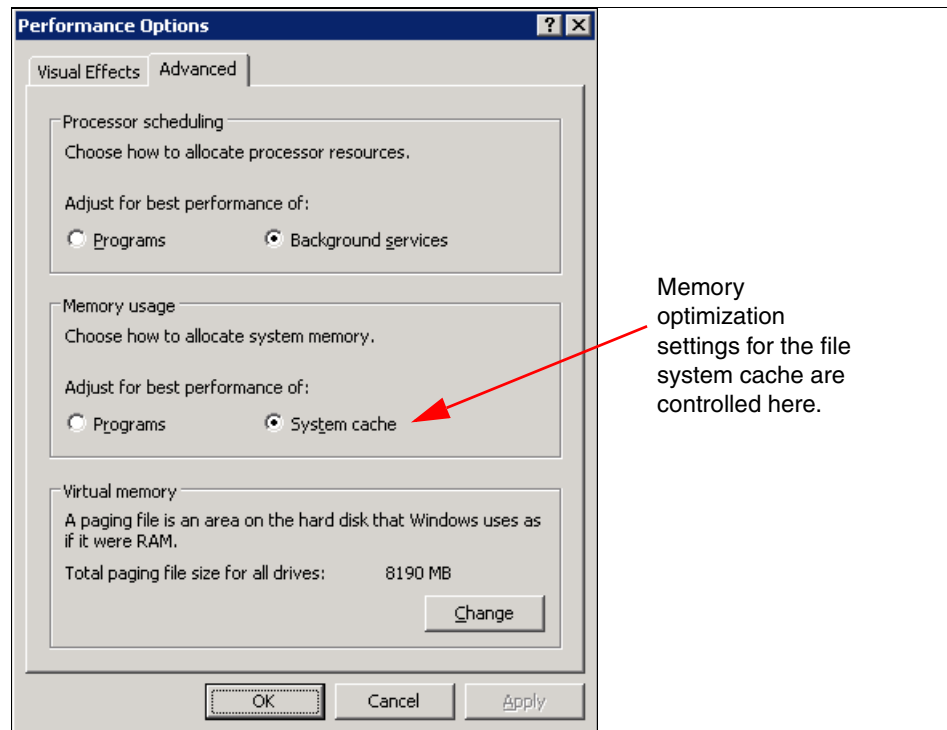 Performance Options
Visual Effects
Advanced
Processor scheduling
Choose how to allocate processor resources.
Adjust for best performance of:
Programs
Background services
Memory usage
Choose how to allocate system memory.
Adjust for best performance of:
Programs
System cache
Virtual memory
A paging file is an area on the hard disk that Windows uses as
if it were RAM.
Total paging file size for all drives: 8190 MB
Change
OK
Cancel
Apply
Memory
optimization
settings for the file
system cache are
controlled here.